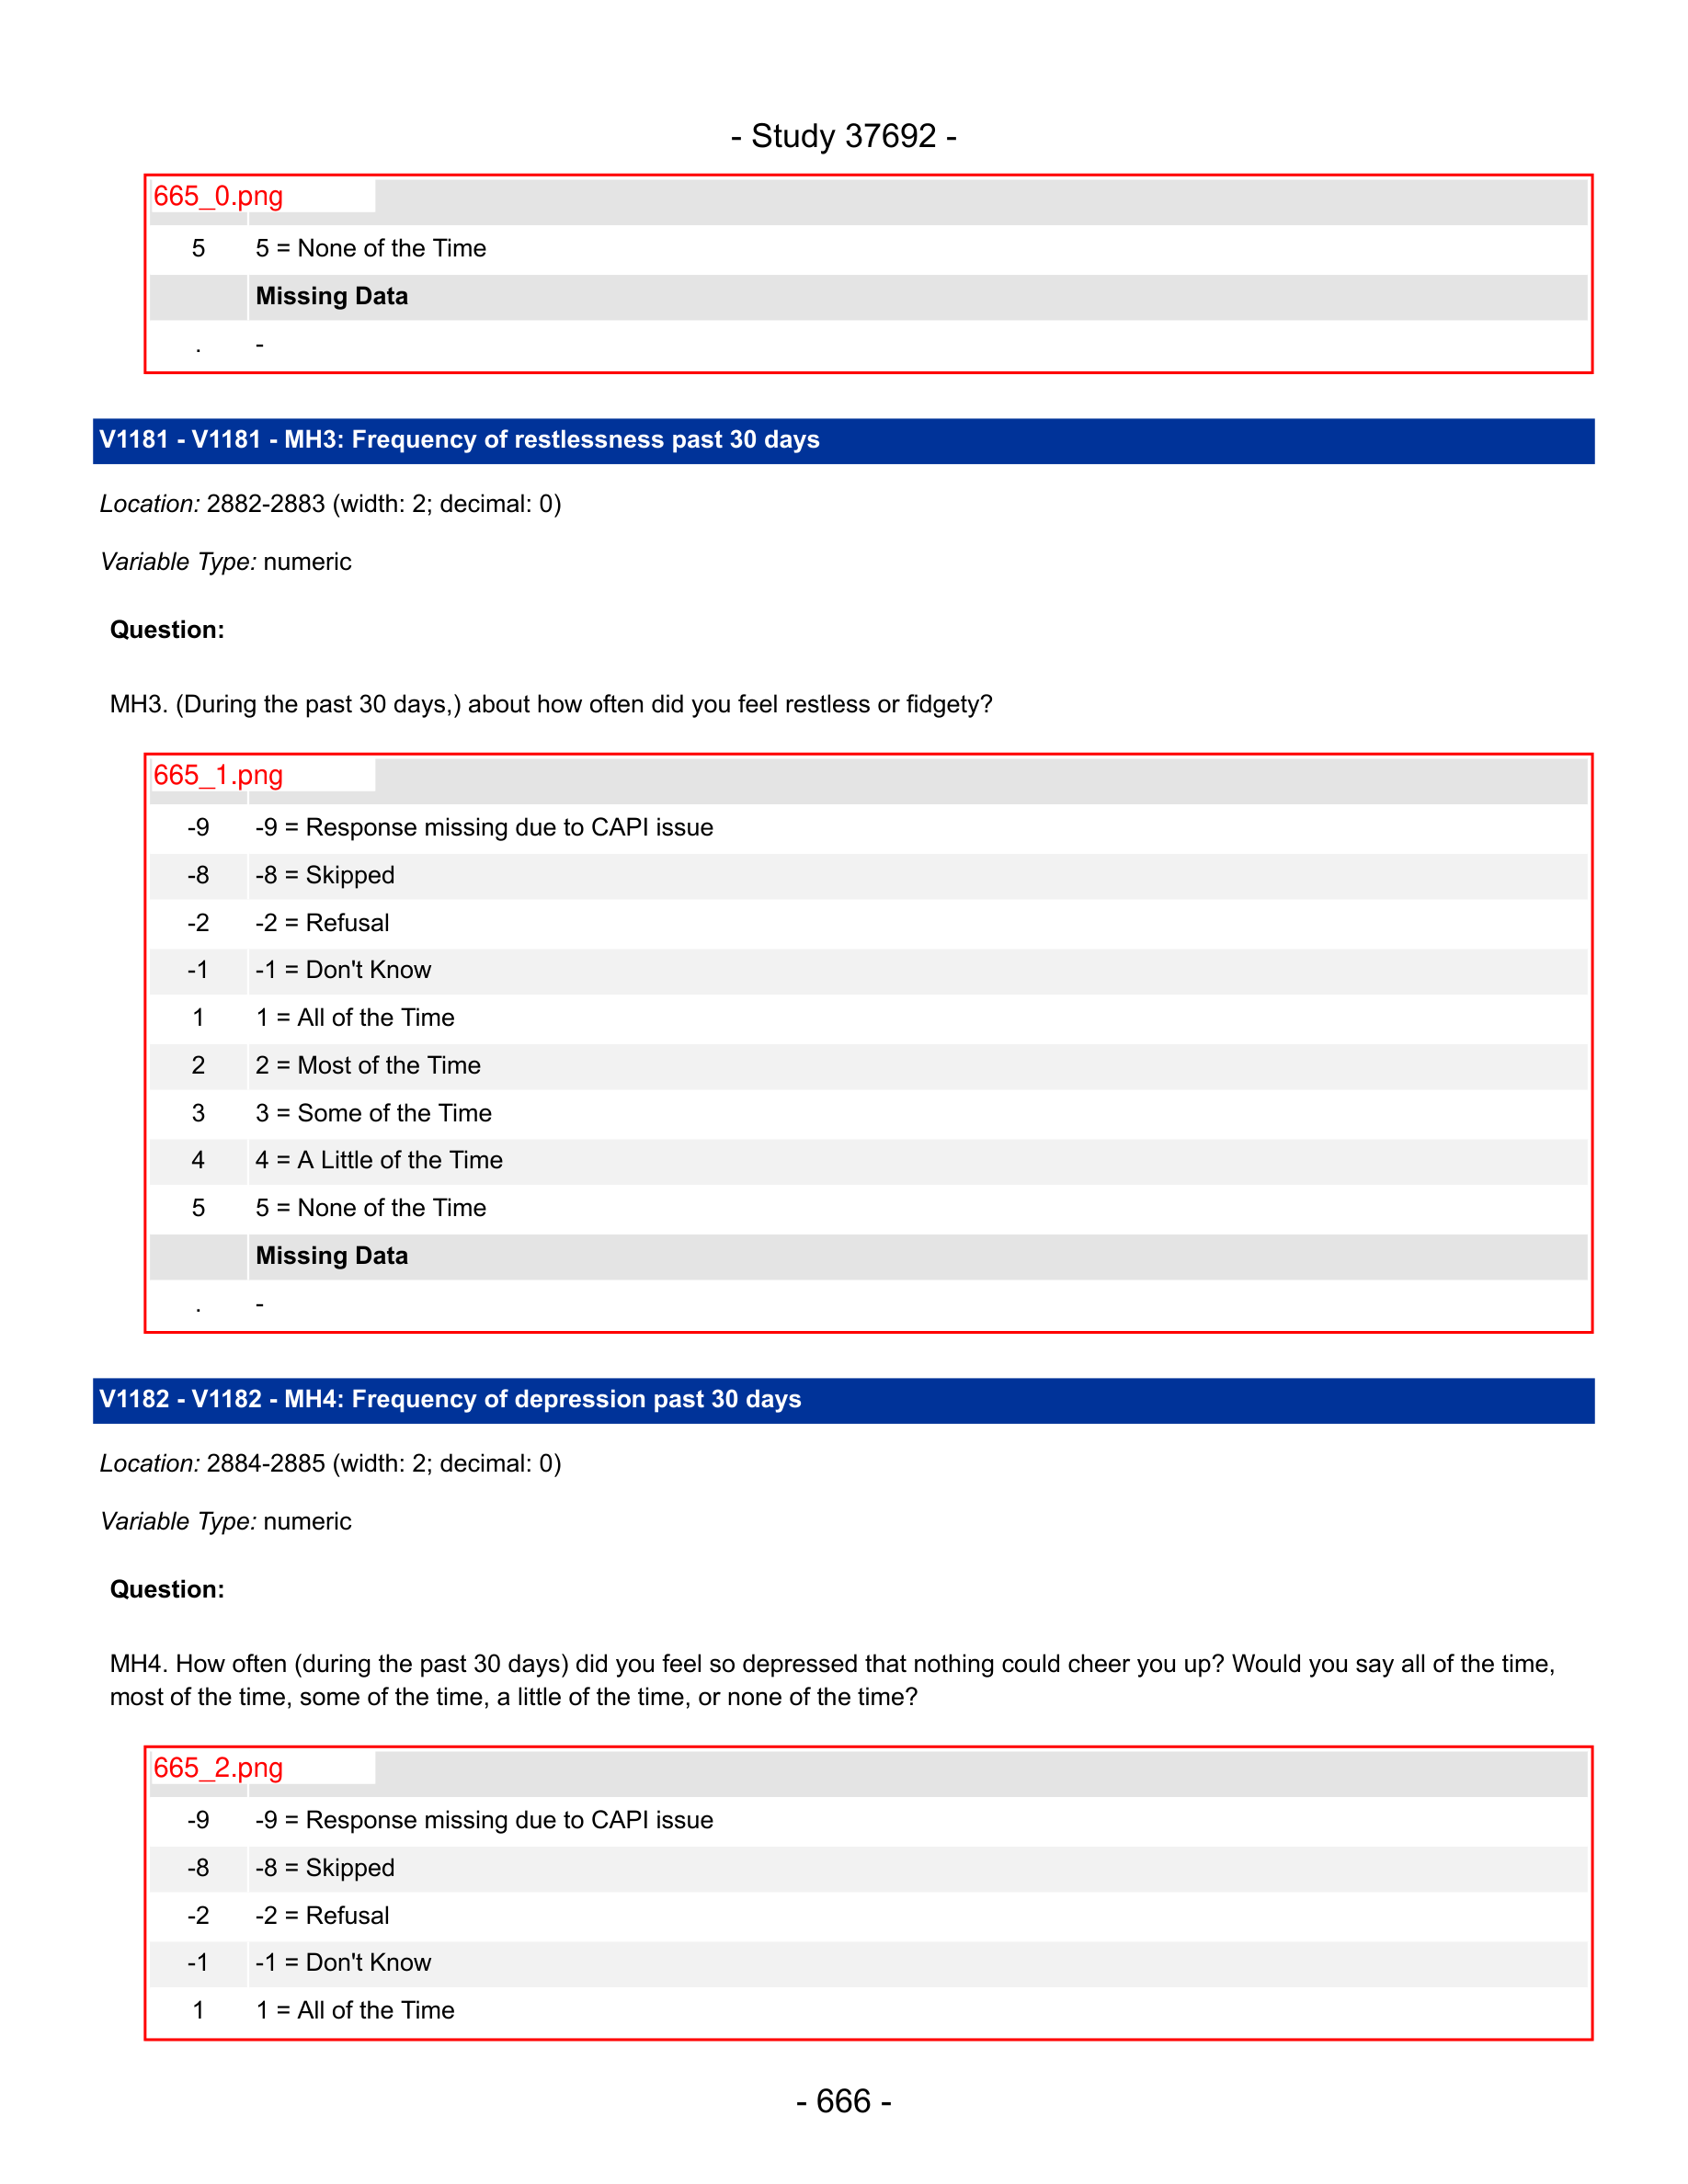 - Study 37692 -
665_0.png
5 5 = None of the Time
Missing Data
. -
V1181 - V1181 - MH3: Frequency of restlessness past 30 days
Location: 2882-2883 (width: 2; decimal: 0)
Variable Type: numeric
Question:
MH3. (During the past 30 days,) about how often did you feel restless or fidgety?
665_1.png
-9 -9 = Response missing due to CAPI issue
-8 -8 = Skipped
-2 -2 = Refusal
-1 -1 = Don't Know
1 1 = All of the Time
2 2 = Most of the Time
3 3 = Some of the Time
4 4 = A Little of the Time
5 5 = None of the Time
Missing Data
. -
V1182 - V1182 - MH4: Frequency of depression past 30 days
Location: 2884-2885 (width: 2; decimal: 0)
Variable Type: numeric
Question:
MH4. How often (during the past 30 days) did you feel so depressed that nothing could cheer you up? Would you say all of the time,
most of the time, some of the time, a little of the time, or none of the time?
665_2.png
-9 -9 = Response missing due to CAPI issue
-8 -8 = Skipped
-2 -2 = Refusal
-1 -1 = Don't Know
1 1 = All of the Time
- 666 -